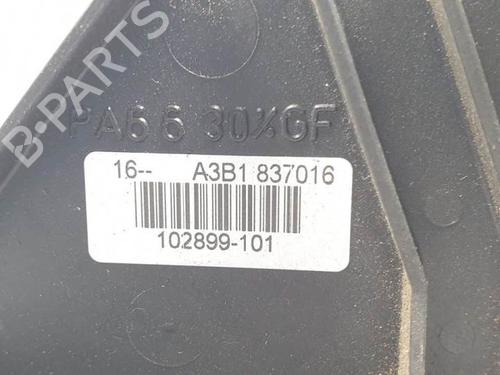 B-PARTS
PA6 6 30%GF
16-- A3B1 837016
102899-101